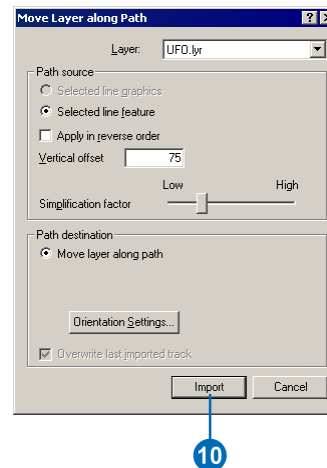 Move Layer along Path
Layer: UFO.lyr
Path source
Selected line graphics
Selected line feature
Apply in reverse order
Vertical offset 75
Low High
Simplification factor
Path destination
Move layer along path
Orientation Settings...
Overwrite last imported track
Import Cancel
10